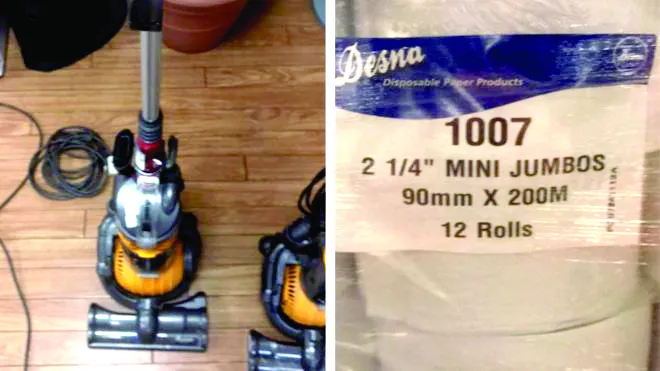 Desna
Disposable Paper Products
1007
2 1/4" MINI JUMBOS
90mm X 200M
12 Rolls